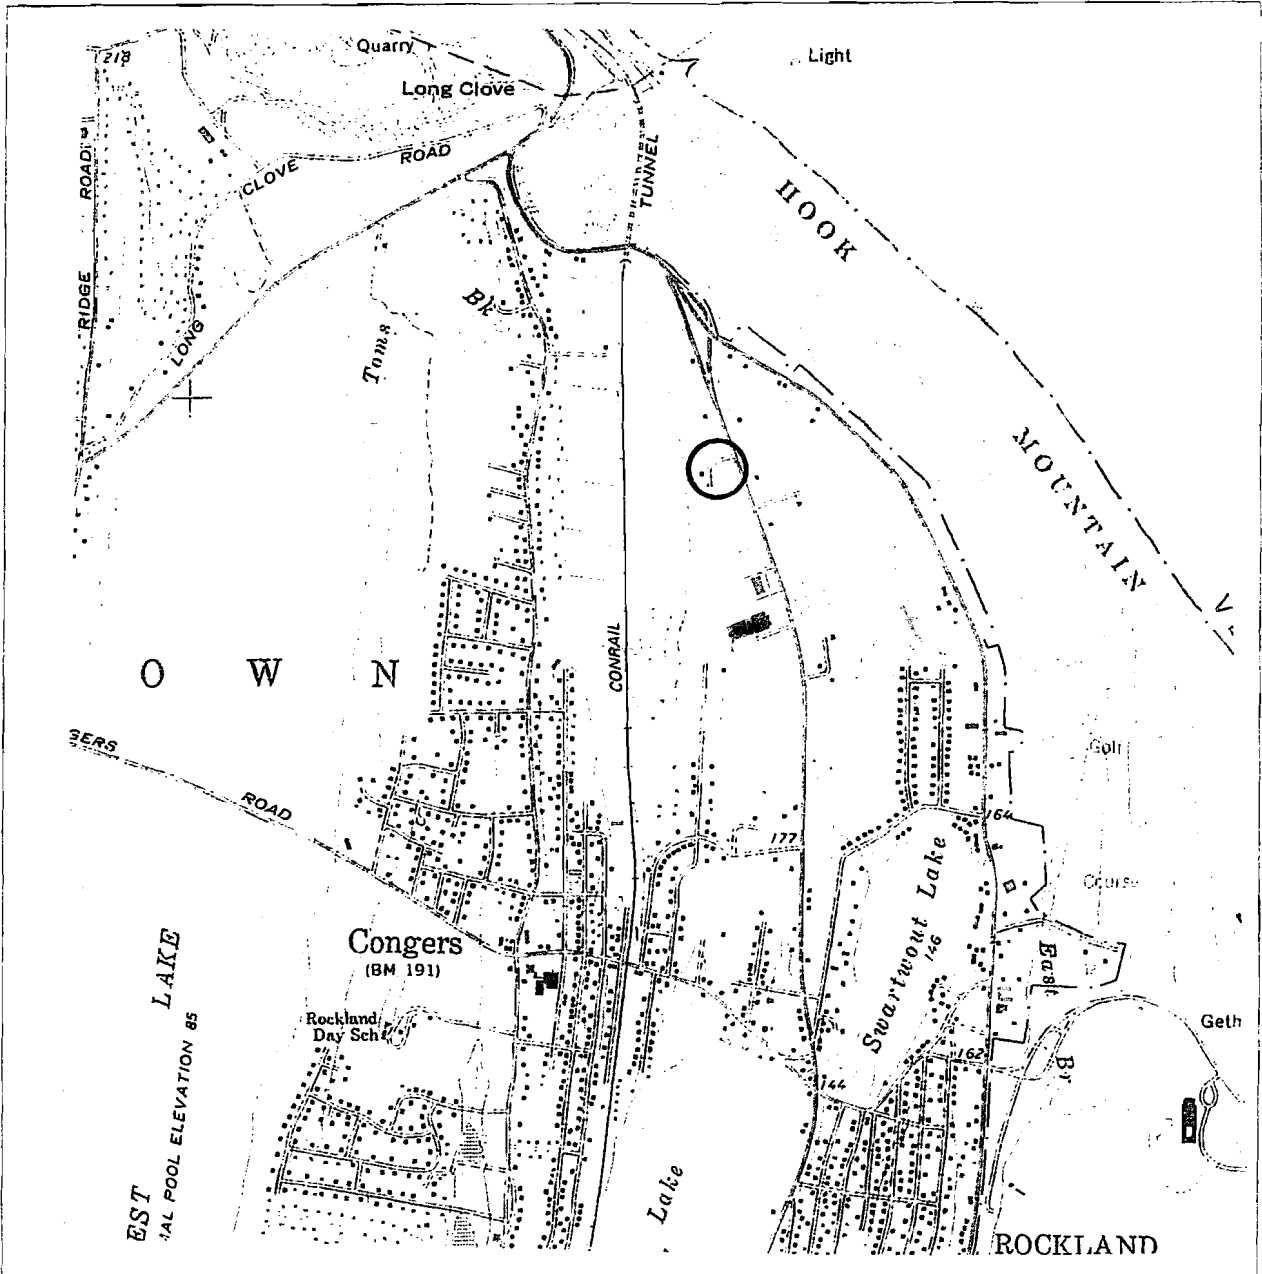 Quarry
Light
218
Long Clove
CLOVE
ROAD
TUNNEL
ROAD
HOOK
RIDGE
Bk
LONG
Toms
MOUNTAIN
CONRAIL
O W N
GERS
ROAD
Golf
177
164
Swartwout Lake
146
Course
Congers
(BM 191)
EST LAKE
AL POOL ELEVATION 85
East
Rockland
Day Sch
Geth
162
Br
144
Lake
ROCKLAND